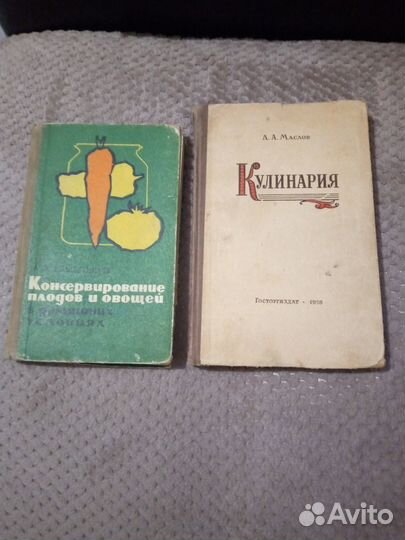 Консервирование
плодов и овощей
в домашних
условиях
Л. А. Маслов
Кулинария
Госторгиздат · 1958
Avito